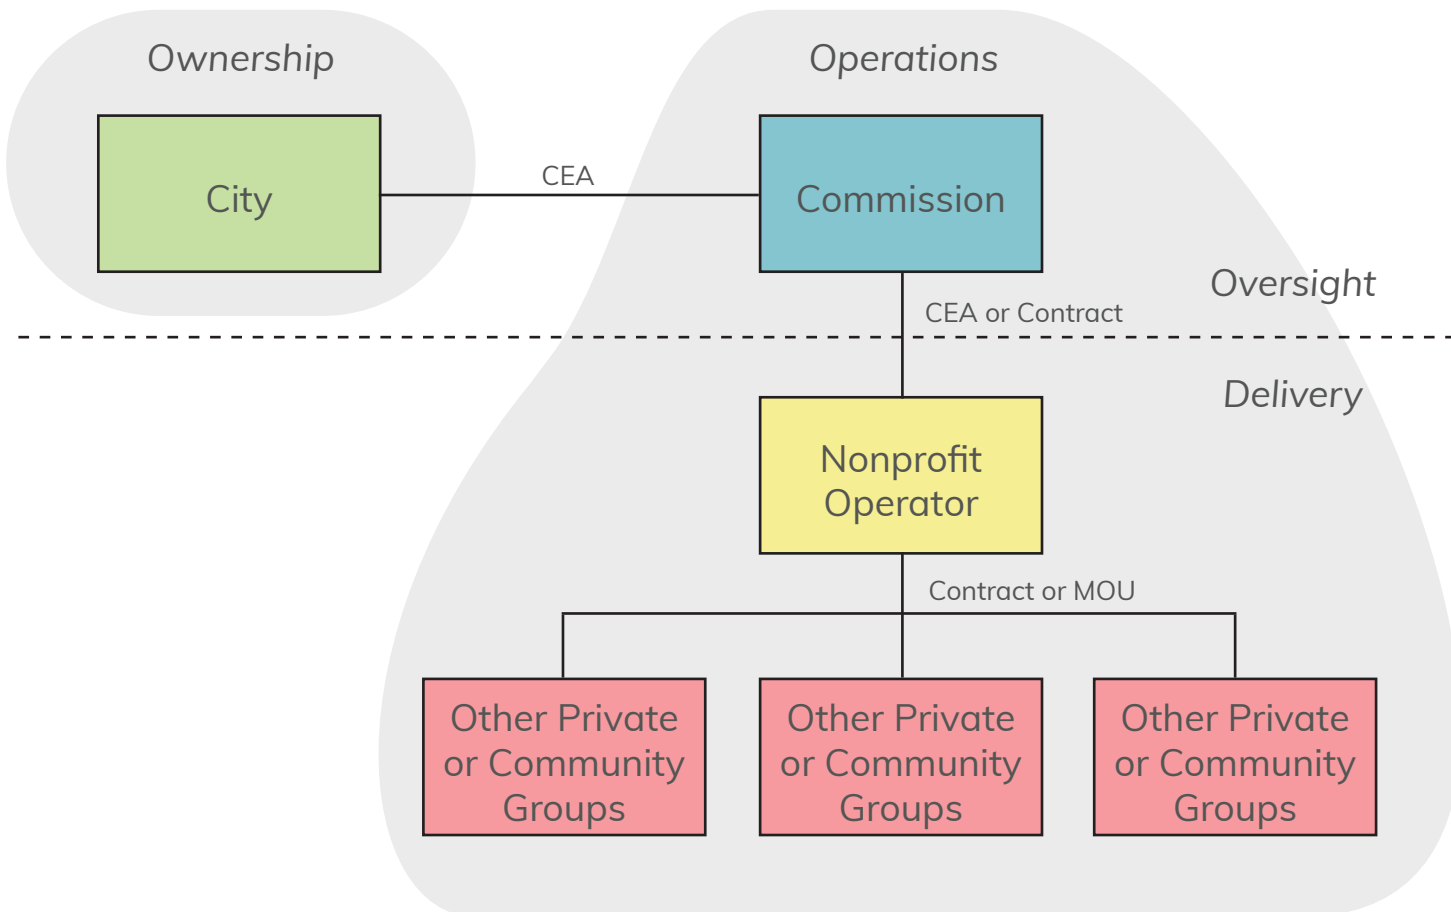 Ownership
Operations
City
CEA
Commission
Oversight
CEA or Contract
Delivery
Nonprofit
Operator
Contract or MOU
Other Private
or Community
Groups
Other Private
or Community
Groups
Other Private
or Community
Groups